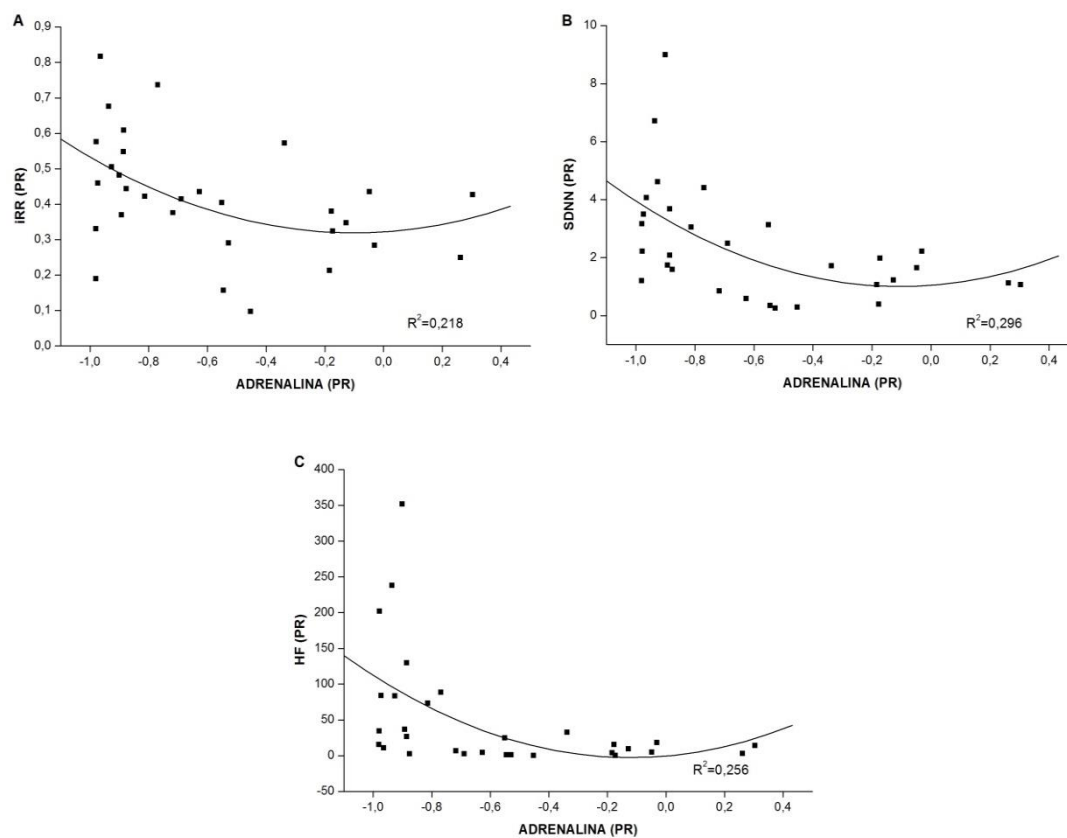 A
0,9
0,8
0,7
0,6
0,5
0,4
0,3
0,2
0,1
0,0
iRR (PR)
R²=0,218
-1,0 -0,8 -0,6 -0,4 -0,2 0,0 0,2 0,4
ADRENALINA (PR)
B
10
8
6
4
2
0
SDNN (PR)
R²=0,296
-1,0 -0,8 -0,6 -0,4 -0,2 0,0 0,2 0,4
ADRENALINA (PR)
C
400
350
300
250
200
150
100
50
0
-50
HF (PR)
R²=0,256
-1,0 -0,8 -0,6 -0,4 -0,2 0,0 0,2 0,4
ADRENALINA (PR)